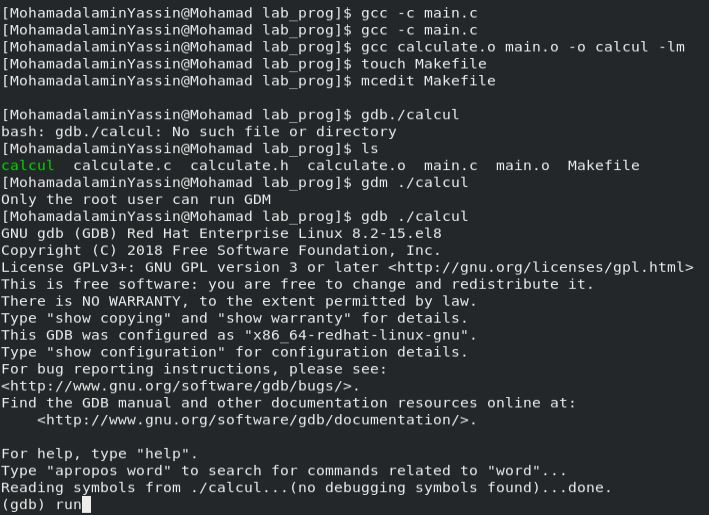 [MohamadalaminYassin@Mohamad lab_prog]$ gcc -c main.c
[MohamadalaminYassin@Mohamad lab_prog]$ gcc -c main.c
[MohamadalaminYassin@Mohamad lab_prog]$ gcc calculate.o main.o -o calcul -lm
[MohamadalaminYassin@Mohamad lab_prog]$ touch Makefile
[MohamadalaminYassin@Mohamad lab_prog]$ mcedit Makefile

[MohamadalaminYassin@Mohamad lab_prog]$ gdb./calcul
bash: gdb./calcul: No such file or directory
[MohamadalaminYassin@Mohamad lab_prog]$ ls
calcul  calculate.c  calculate.h  calculate.o  main.c  main.o  Makefile
[MohamadalaminYassin@Mohamad lab_prog]$ gdm ./calcul
Only the root user can run GDM
[MohamadalaminYassin@Mohamad lab_prog]$ gdb ./calcul
GNU gdb (GDB) Red Hat Enterprise Linux 8.2-15.el8
Copyright (C) 2018 Free Software Foundation, Inc.
License GPLv3+: GNU GPL version 3 or later <http://gnu.org/licenses/gpl.html>
This is free software: you are free to change and redistribute it.
There is NO WARRANTY, to the extent permitted by law.
Type "show copying" and "show warranty" for details.
This GDB was configured as "x86_64-redhat-linux-gnu".
Type "show configuration" for configuration details.
For bug reporting instructions, please see:
<http://www.gnu.org/software/gdb/bugs/>.
Find the GDB manual and other documentation resources online at:
    <http://www.gnu.org/software/gdb/documentation/>.

For help, type "help".
Type "apropos word" to search for commands related to "word"...
Reading symbols from ./calcul...(no debugging symbols found)...done.
(gdb) run